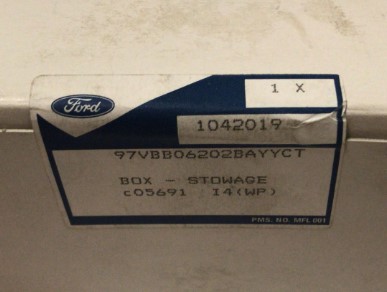 Ford
1 X
1042019
97VBB06202BAYYCT
BOX - STOWAGE
c05691 14(WP)
PMS. NO. MFL001